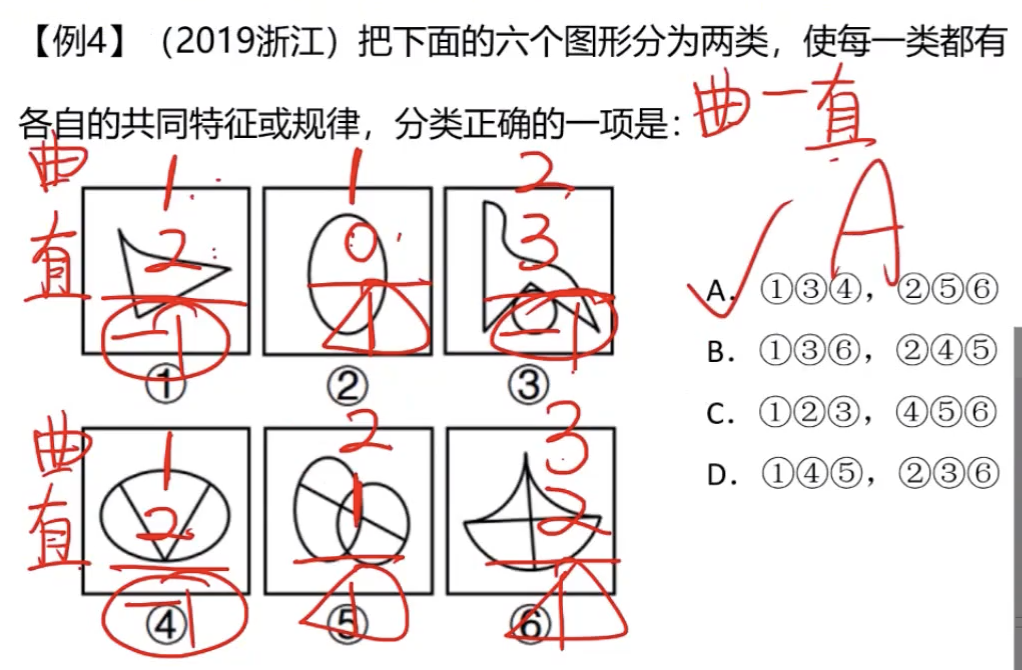 【例4】（2019浙江）把下面的六个图形分为两类，使每一类都有
各自的共同特征或规律，分类正确的一项是：
曲一直
曲 1 1 2
直 2 0 3
-1 1 -1
① ② ③
曲 1 2 3
直 2 1 2
-1 1 1
④ ⑤ ⑥
A
A. ①③④，②⑤⑥
B. ①③⑥，②④⑤
C. ①②③，④⑤⑥
D. ①④⑤，②③⑥